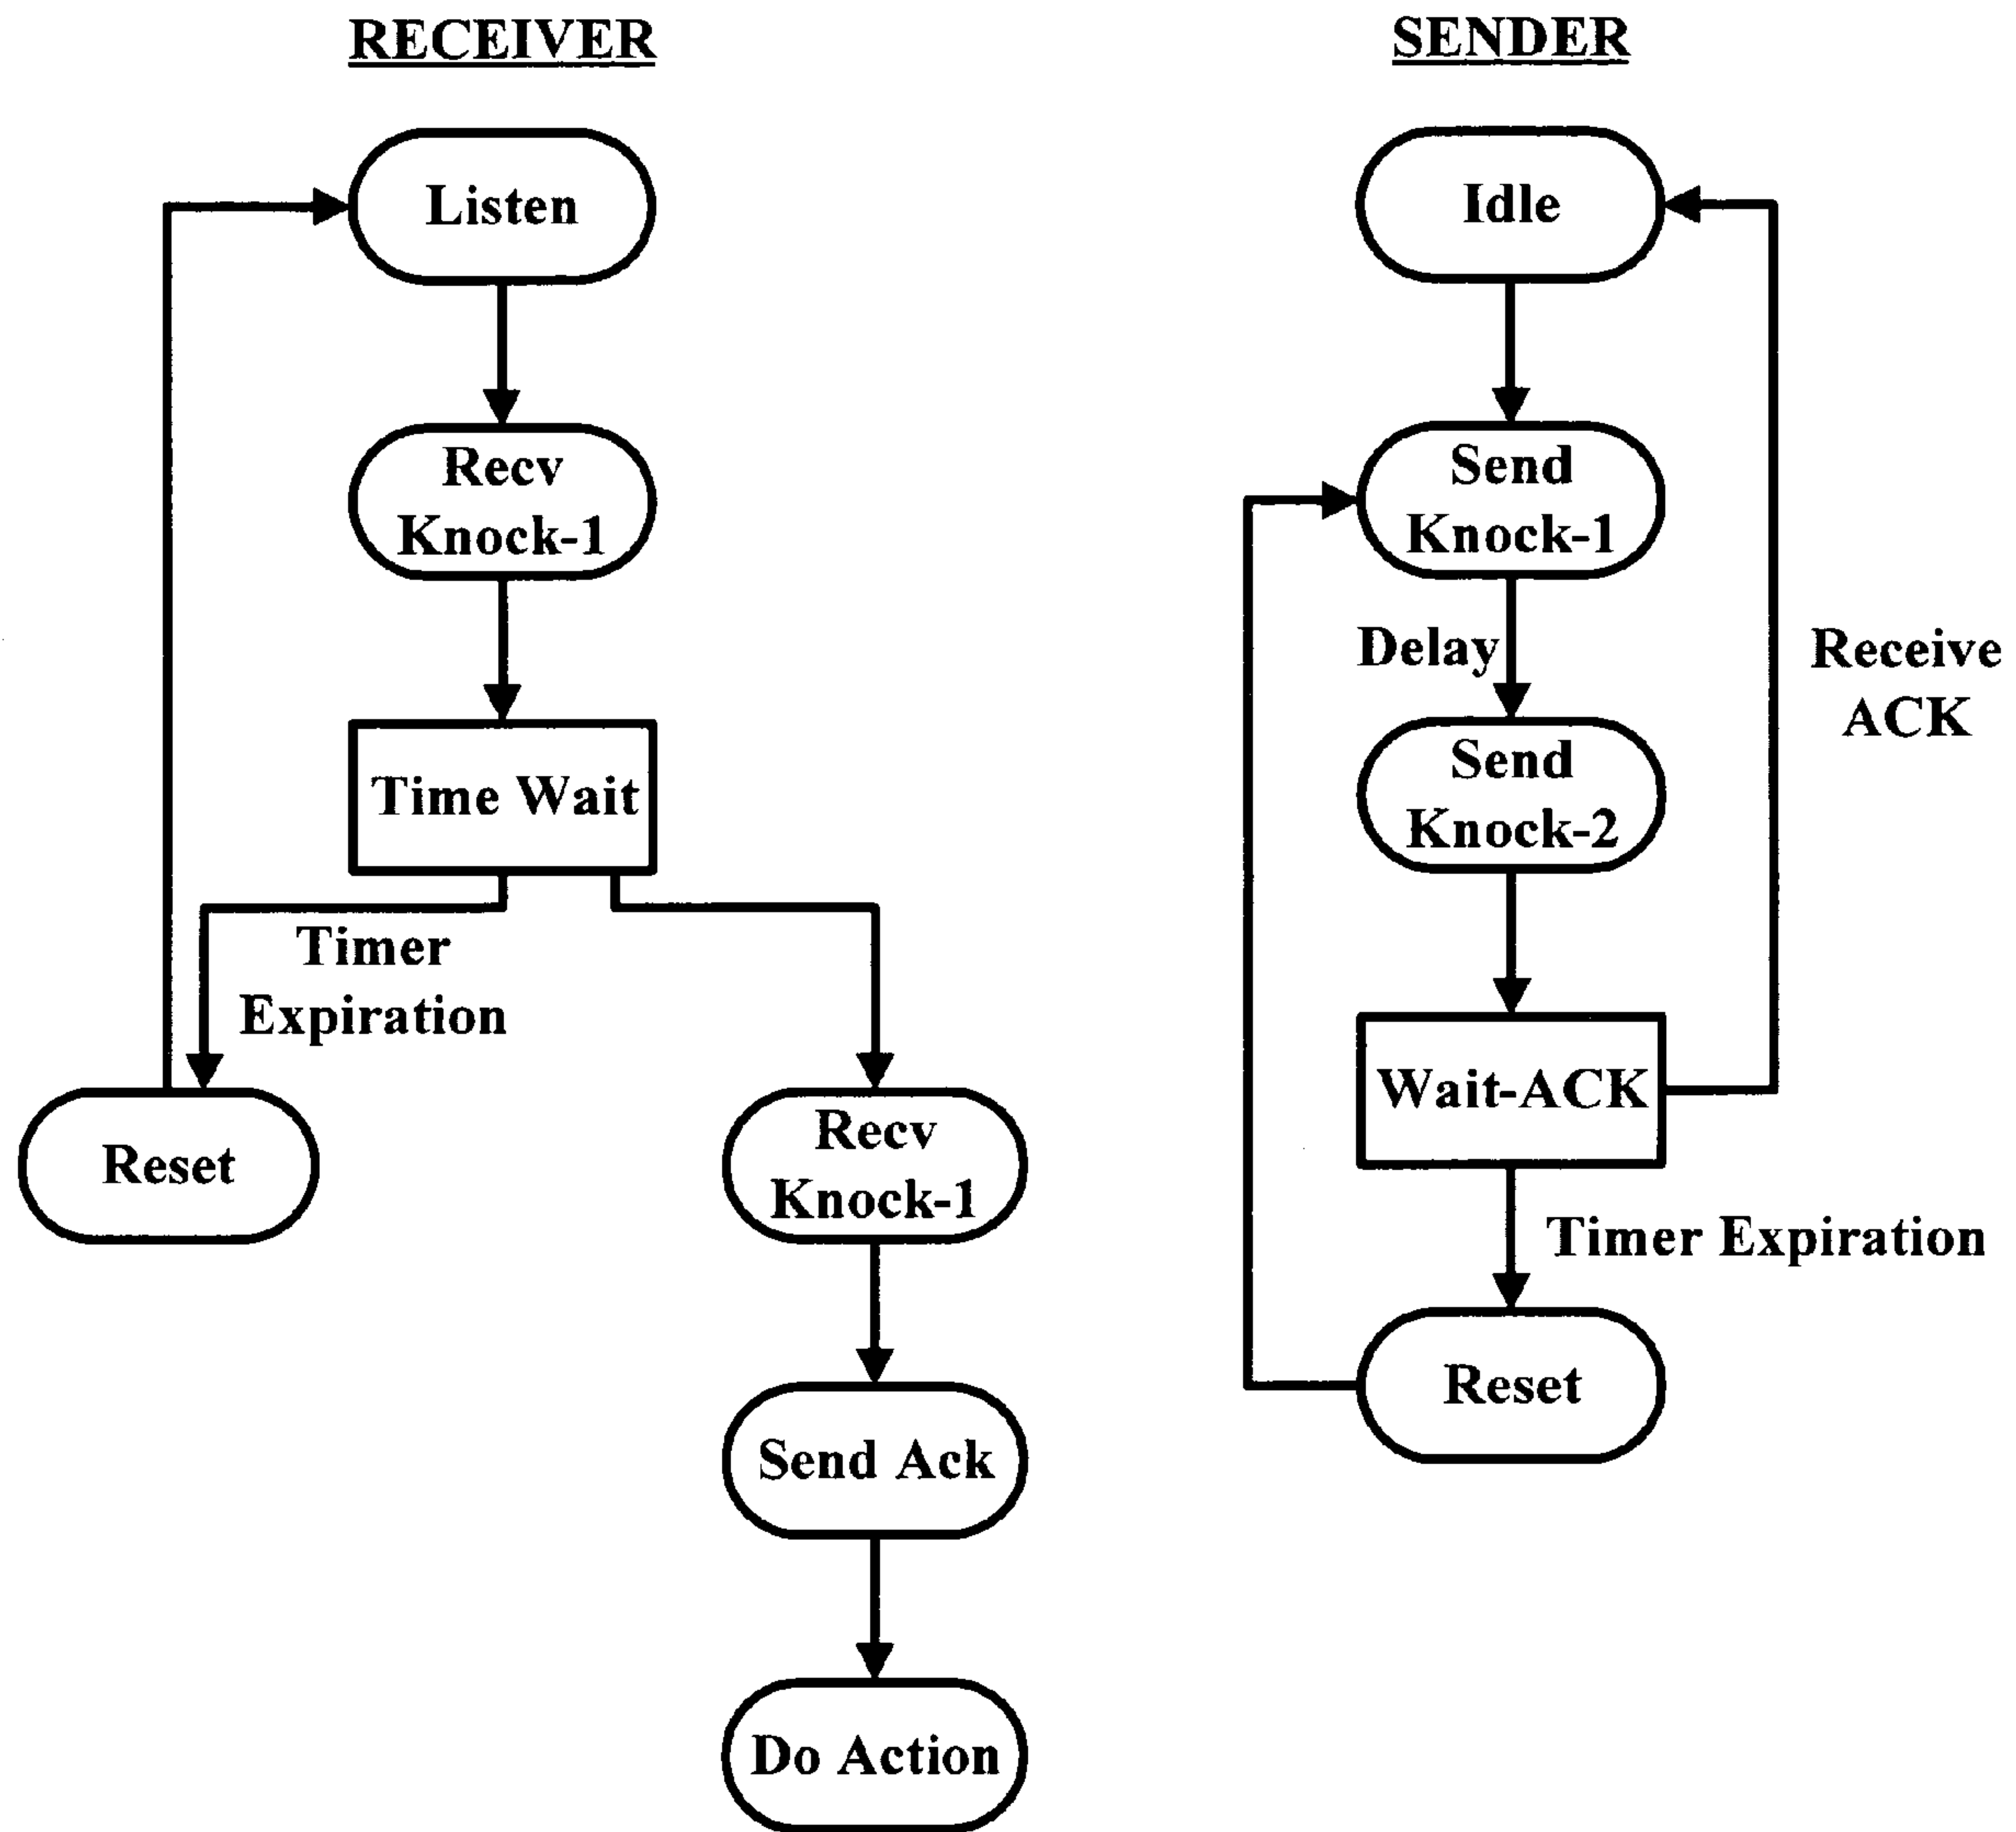 RECEIVER
Listen
Recv
Knock-1
Time Wait
Timer
Expiration
Reset
Recv
Knock-1
Send Ack
Do Action
SENDER
Idle
Send
Knock-1
Delay
Send
Knock-2
Receive
ACK
Wait-ACK
Timer Expiration
Reset